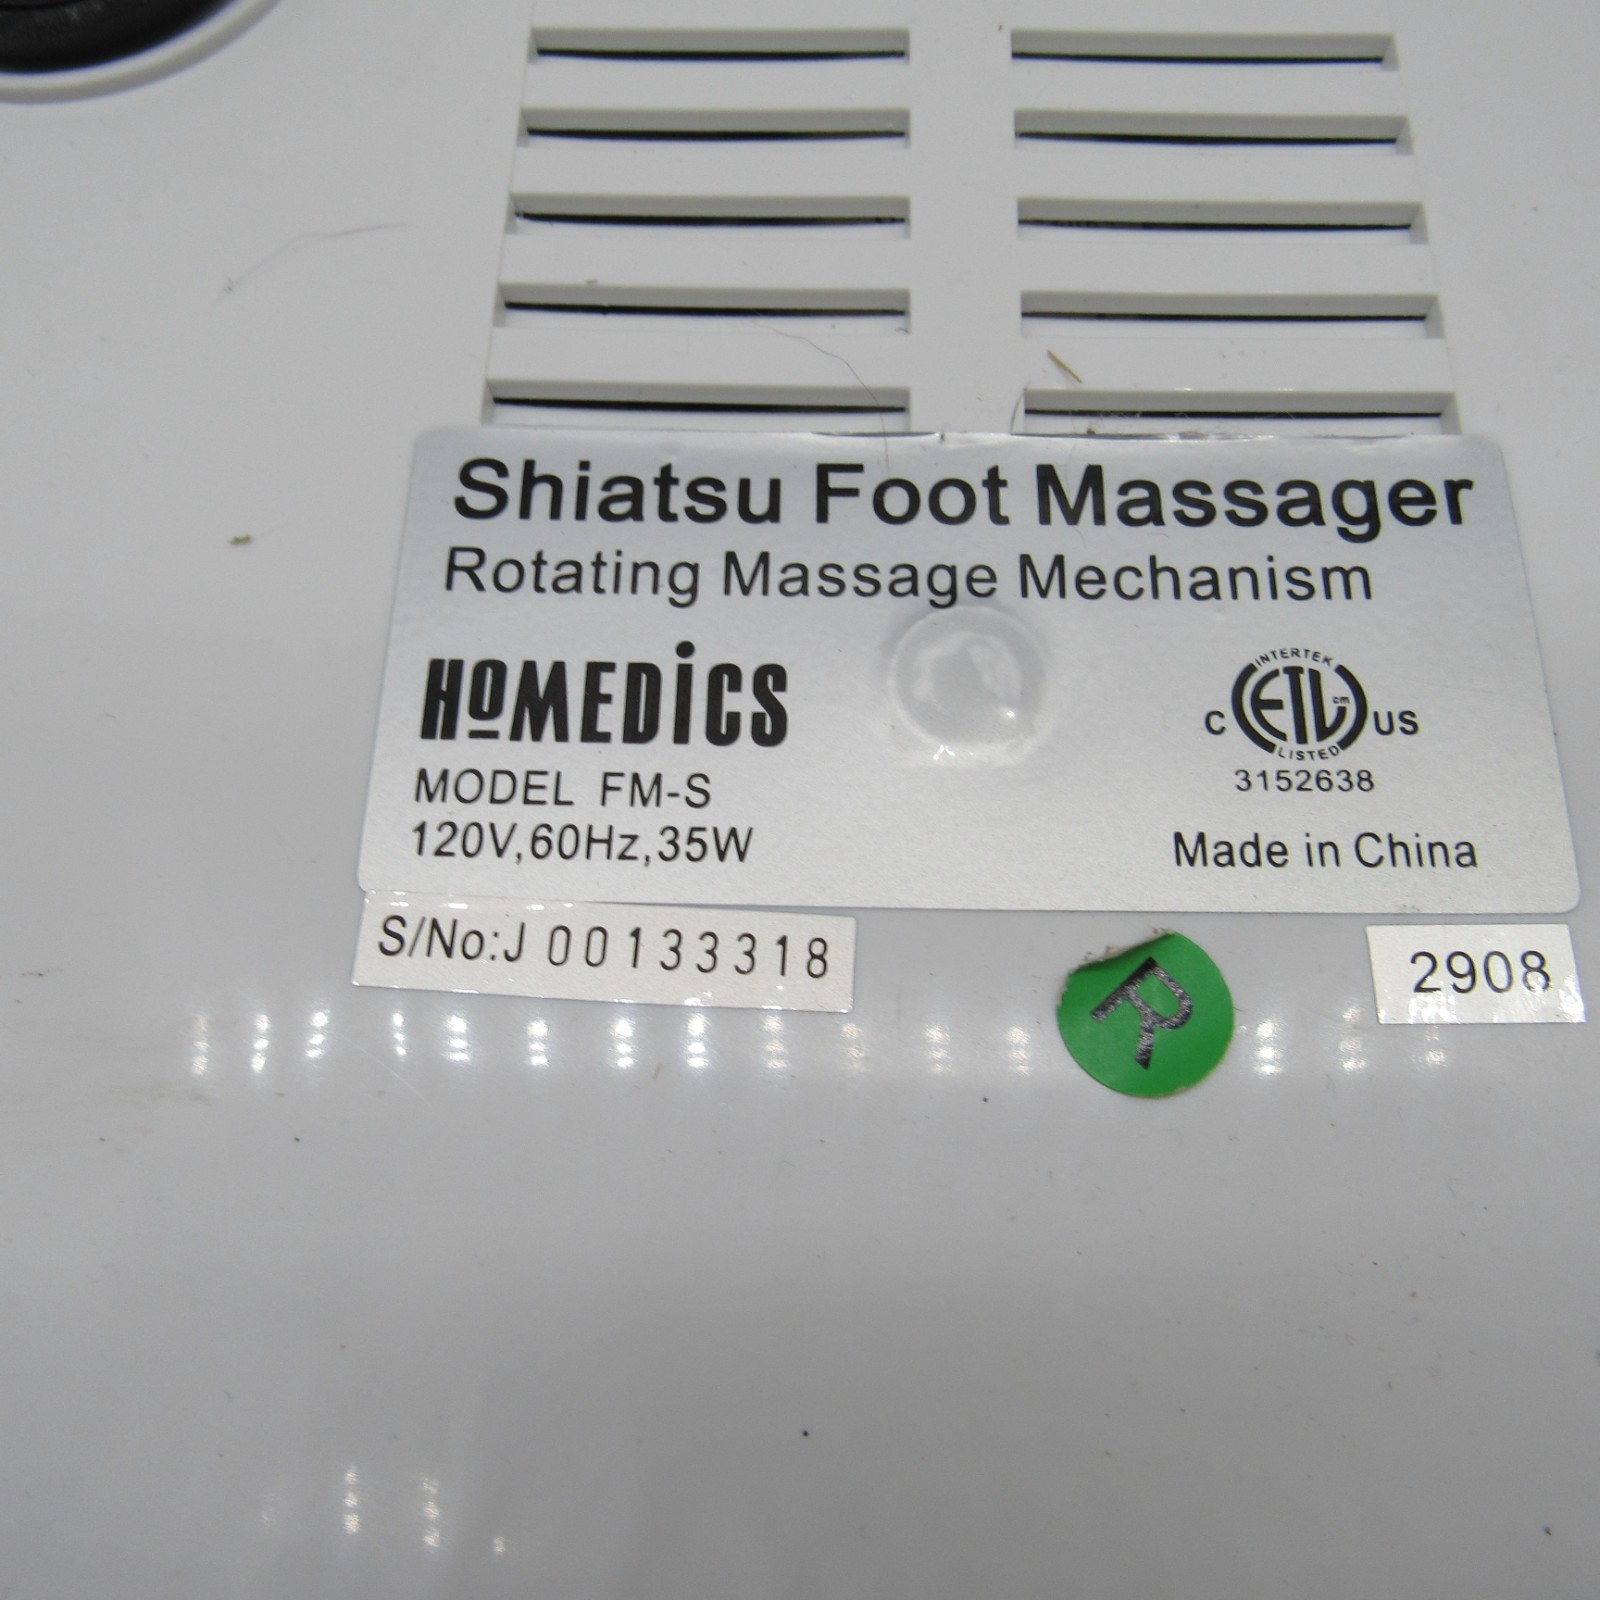 Shiatsu Foot Massager
Rotating Massage Mechanism
HoMEDiCS
MODEL FM-S
120V,60Hz,35W
INTERTEK
C ETL cm US
LISTED
3152638
Made in China
S/No:J 00133318
R
2908